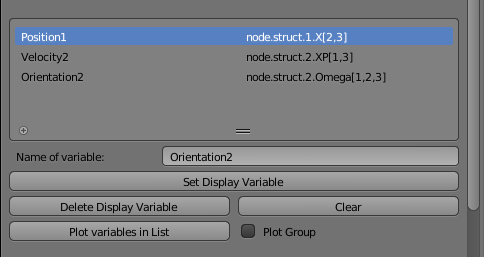 Position1 node.struct.1.X[2,3]
Velocity2 node.struct.2.XP[1,3]
Orientation2 node.struct.2.Omega[1,2,3]
Name of variable: Orientation2
Set Display Variable
Delete Display Variable Clear
Plot variables in List Plot Group